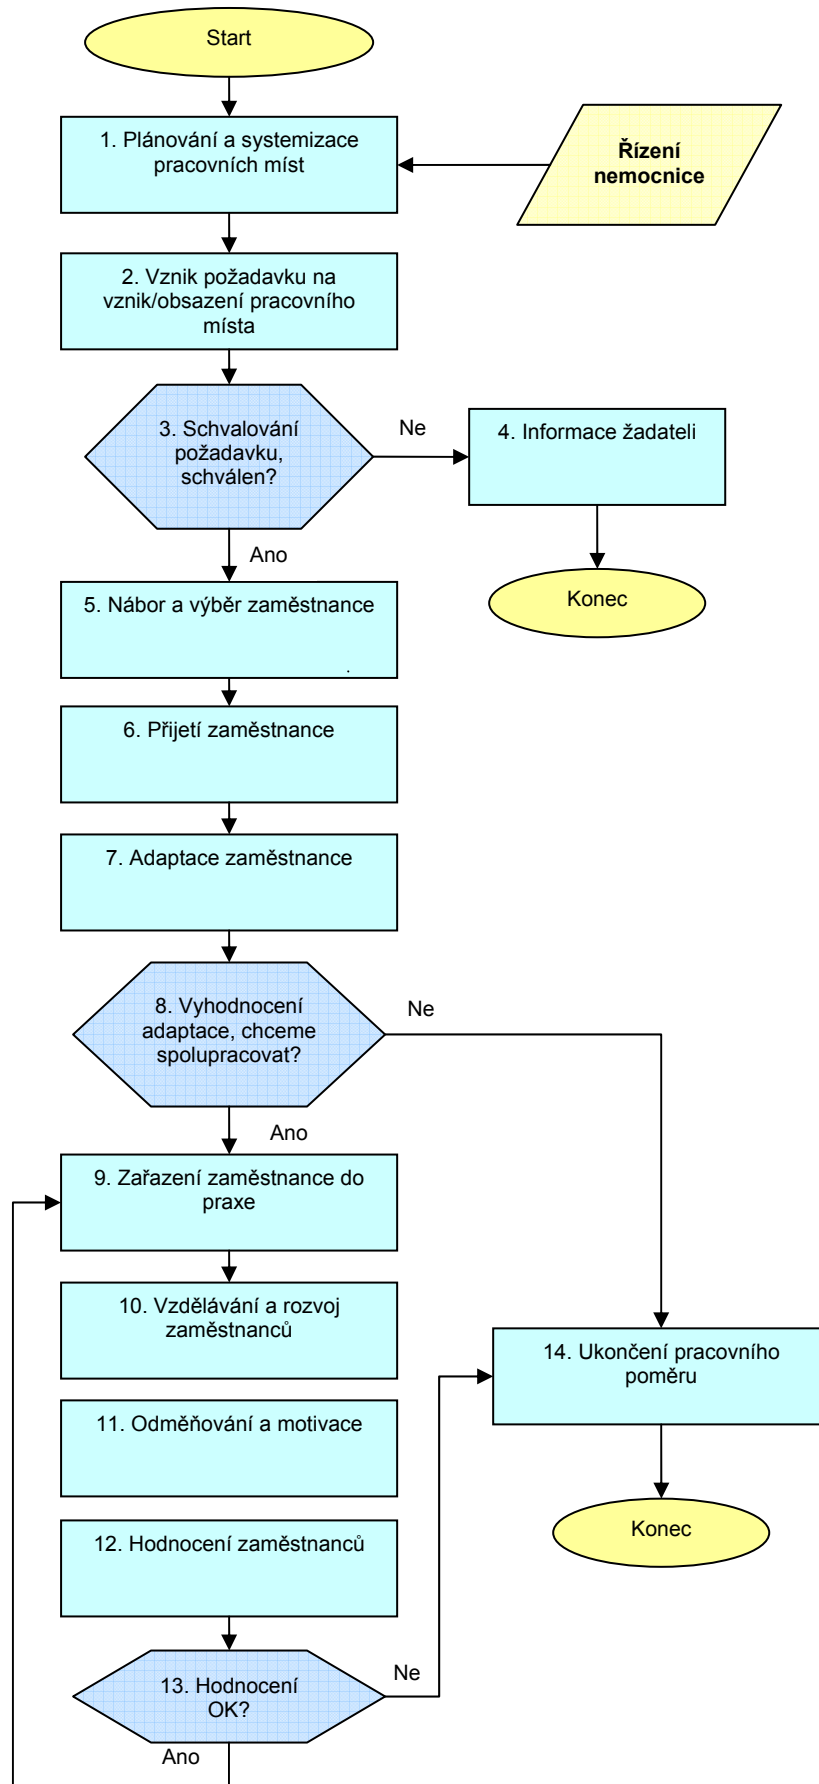 Start
1. Plánování a systemizace
pracovních míst
Řízení
nemocnice
2. Vznik požadavku na
vznik/obsazení pracovního
místa
3. Schvalování
požadavku,
schválen?
Ne
4. Informace žadateli
Ano
Konec
5. Nábor a výběr zaměstnance
.
6. Přijetí zaměstnance
7. Adaptace zaměstnance
8. Vyhodnocení
adaptace, chceme
spolupracovat?
Ne
Ano
9. Zařazení zaměstnance do
praxe
10. Vzdělávání a rozvoj
zaměstnanců
14. Ukončení pracovního
poměru
11. Odměňování a motivace
12. Hodnocení zaměstnanců
Konec
13. Hodnocení
OK?
Ne
Ano